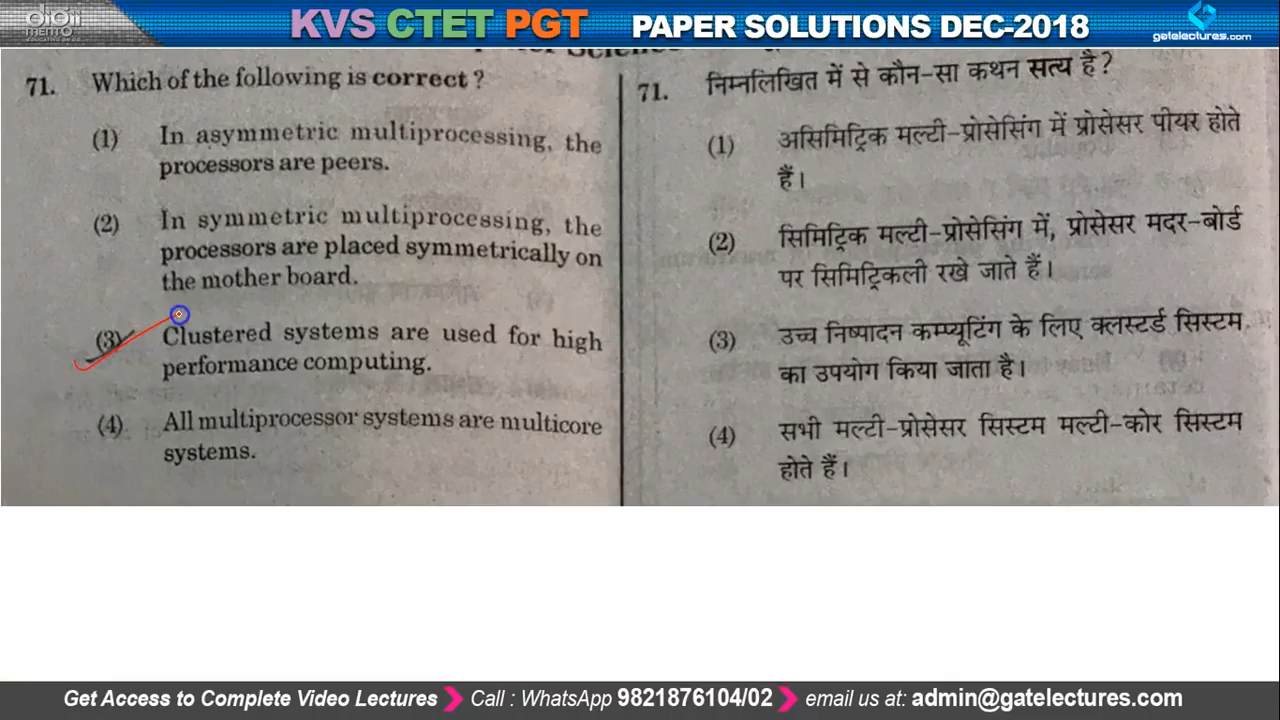 digii
MENTO
KVS CTET PGT PAPER SOLUTIONS DEC-2018
gatelectures.com
71. Which of the following is correct ?
(1) In asymmetric multiprocessing, the
processors are peers.
(2) In symmetric multiprocessing, the
processors are placed symmetrically on
the mother board.
(3) Clustered systems are used for high
performance computing.
(4) All multiprocessor systems are multicore
systems.
71. निम्नलिखित में से कौन-सा कथन सत्य है ?
(1) असिमिट्रिक मल्टी-प्रोसेसिंग में प्रोसेसर पीयर होते
हैं।
(2) सिमिट्रिक मल्टी-प्रोसेसिंग में, प्रोसेसर मदर-बोर्ड
पर सिमिट्रिकली रखे जाते हैं।
(3) उच्च निष्पादन कम्प्यूटिंग के लिए क्लस्टर्ड सिस्टम
का उपयोग किया जाता है।
(4) सभी मल्टी-प्रोसेसर सिस्टम मल्टी-कोर सिस्टम
होते हैं।
Get Access to Complete Video Lectures Call : WhatsApp 9821876104/02 email us at: admin@gatelectures.com